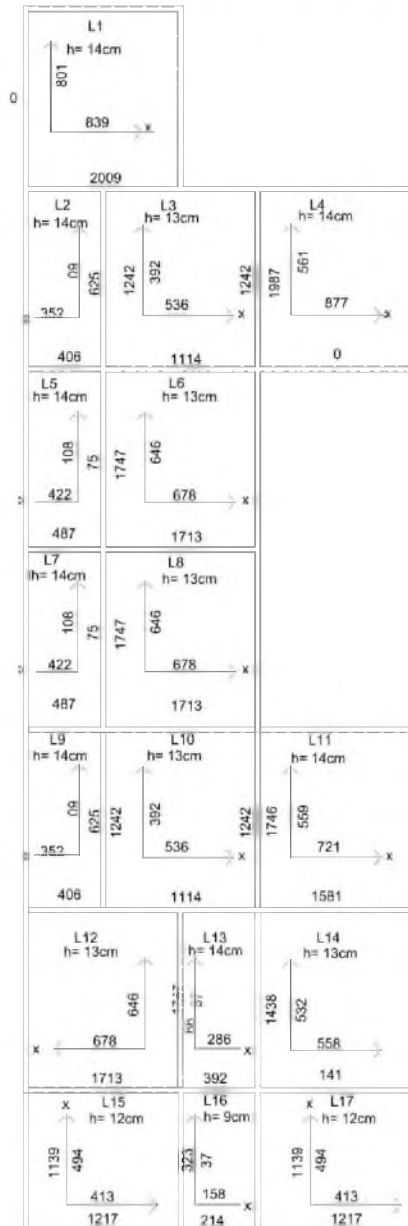 L1
h= 14cm
801
0
839 x
2009
L2 L3 L4
h= 14cm h= 13cm h= 14cm
60 625 1242 392 1242 1987 561
352 536 x 877 x
406 1114 0
L5 L6
h= 14cm h= 13cm
108 75 1747 646
422 678 x
487 1713
L7 L8
h= 14cm h= 13cm
108 75 1747 646
422 678 x
487 1713
L9 L10 L11
h= 14cm h= 13cm h= 14cm
60 625 1242 392 1242 1746 559
352 536 x 721 x
406 1114 1581
L12 L13 L14
h= 13cm h= 14cm h= 13cm
646 1438 532
x 678 286 x 558
1713 392 141
x L15 L16 x L17
h= 12cm h= 9cm h= 12cm
1139 494 323 37 1139 494
413 158 x 413
1217 214 1217